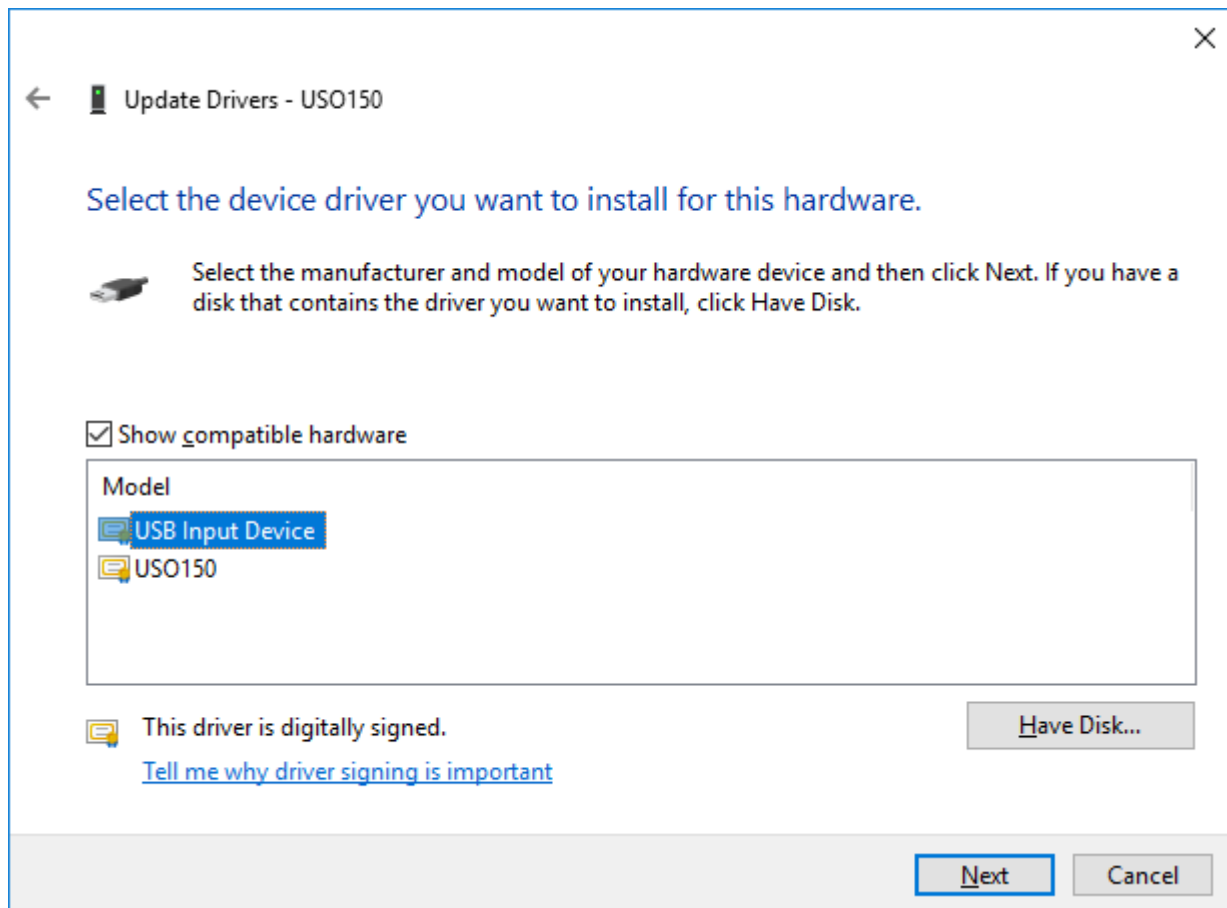 Update Drivers - USO150
Select the device driver you want to install for this hardware.
Select the manufacturer and model of your hardware device and then click Next. If you have a
disk that contains the driver you want to install, click Have Disk.
Show compatible hardware
Model
USB Input Device
USO150
This driver is digitally signed.
Have Disk...
Tell me why driver signing is important
Next
Cancel